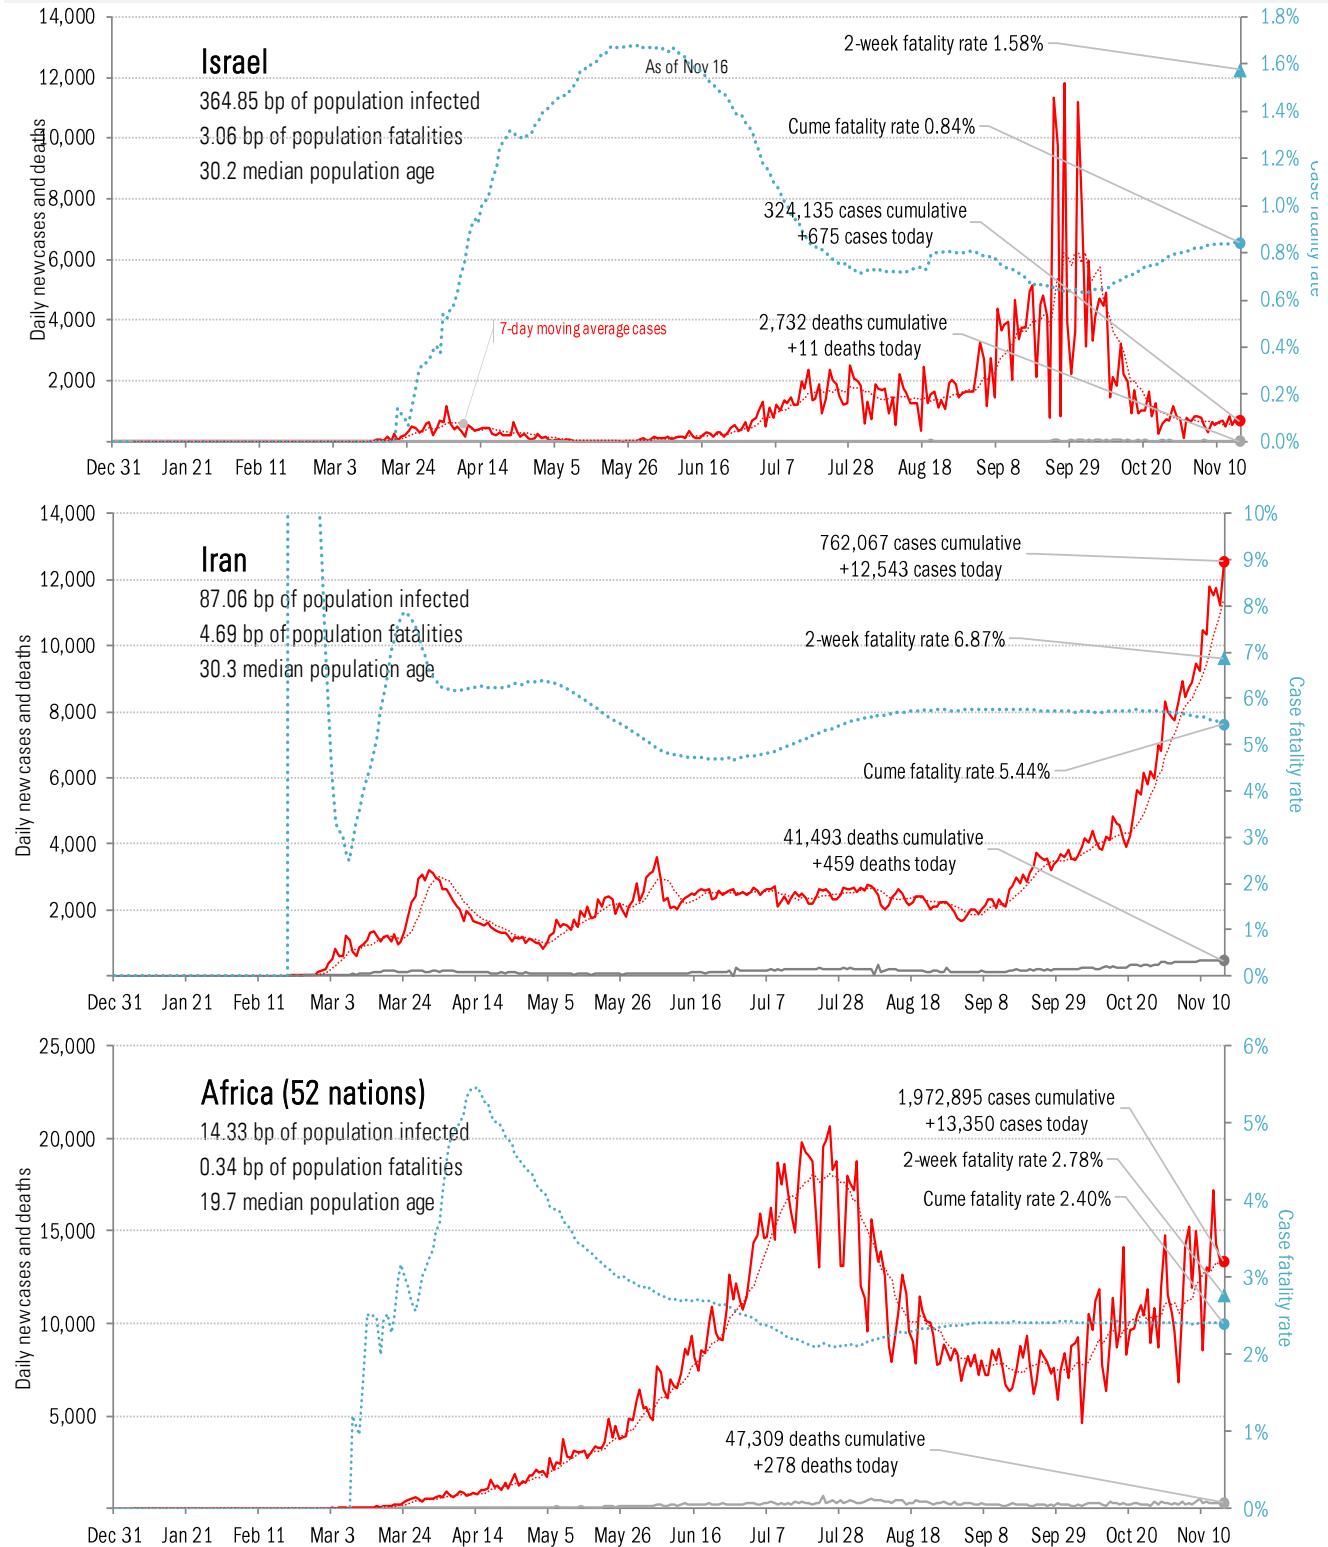 14,000
12,000
10,000
8,000
6,000
4,000
2,000
Daily new cases and deaths
Israel
364.85 bp of population infected
3.06 bp of population fatalities
30.2 median population age
As of Nov 16
2-week fatality rate 1.58%
Cume fatality rate 0.84%
324,135 cases cumulative
+675 cases today
2,732 deaths cumulative
+11 deaths today
7-day moving average cases
1.8%
1.6%
1.4%
1.2%
1.0%
0.8%
0.6%
0.4%
0.2%
0.0%
Case fatality rate
Dec 31 Jan 21 Feb 11 Mar 3 Mar 24 Apr 14 May 5 May 26 Jun 16 Jul 7 Jul 28 Aug 18 Sep 8 Sep 29 Oct 20 Nov 10
14,000
12,000
10,000
8,000
6,000
4,000
2,000
Daily new cases and deaths
Iran
87.06 bp of population infected
4.69 bp of population fatalities
30.3 median population age
762,067 cases cumulative
+12,543 cases today
2-week fatality rate 6.87%
Cume fatality rate 5.44%
41,493 deaths cumulative
+459 deaths today
10%
9%
8%
7%
6%
5%
4%
3%
2%
1%
0%
Case fatality rate
Dec 31 Jan 21 Feb 11 Mar 3 Mar 24 Apr 14 May 5 May 26 Jun 16 Jul 7 Jul 28 Aug 18 Sep 8 Sep 29 Oct 20 Nov 10
25,000
20,000
15,000
10,000
5,000
Daily new cases and deaths
Africa (52 nations)
14.33 bp of population infected
0.34 bp of population fatalities
19.7 median population age
1,972,895 cases cumulative
+13,350 cases today
2-week fatality rate 2.78%
Cume fatality rate 2.40%
47,309 deaths cumulative
+278 deaths today
6%
5%
4%
3%
2%
1%
0%
Case fatality rate
Dec 31 Jan 21 Feb 11 Mar 3 Mar 24 Apr 14 May 5 May 26 Jun 16 Jul 7 Jul 28 Aug 18 Sep 8 Sep 29 Oct 20 Nov 10